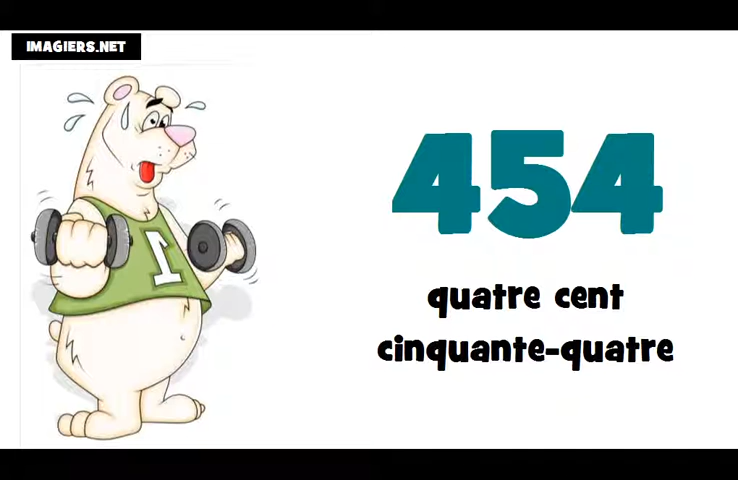 IMAGIERS.NET
1
454
quatre cent
cinquante-quatre